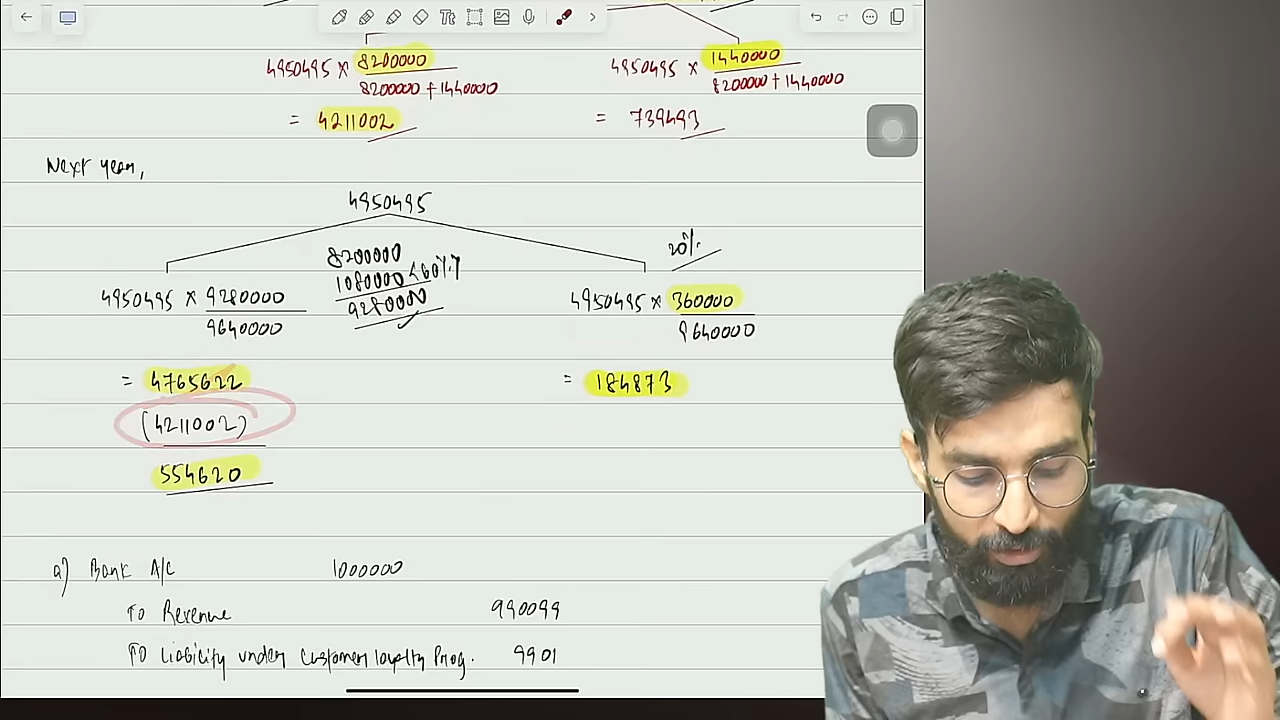 Tt
4950495 × 8200000 / 8200000 + 1440000
4950495 × 1440000 / 8200000 + 1440000
= 4211002
= 739493
Next year,
4950495
20%
8200000
1080000 <60%>
9280000
4950495 × 9280000 / 9640000
4950495 × 360000 / 9640000
= 4765622
= 184873
(4211002)
554620
a) Bank A/C 1000000
To Revenue 990099
To Liability under Customer loyalty Prog. 9901